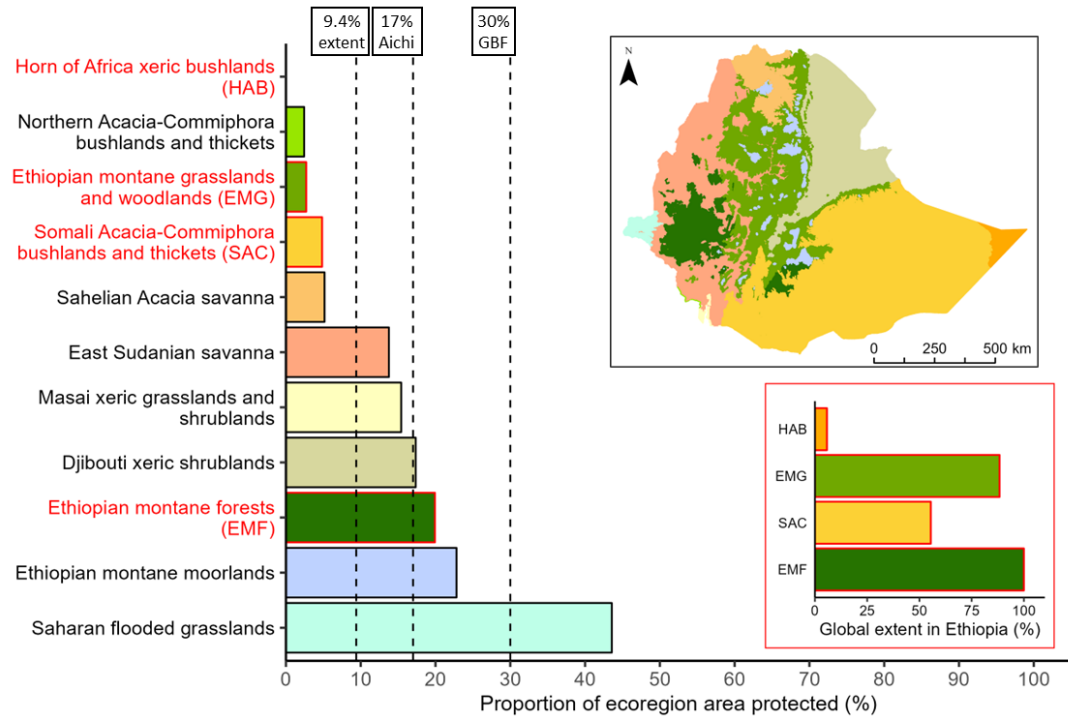 9.4%
extent
17%
Aichi
30%
GBF
Horn of Africa xeric bushlands
(HAB)
Northern Acacia-Commiphora
bushlands and thickets
Ethiopian montane grasslands
and woodlands (EMG)
Somali Acacia-Commiphora
bushlands and thickets (SAC)
Sahelian Acacia savanna
East Sudanian savanna
Masai xeric grasslands and
shrublands
Djibouti xeric shrublands
Ethiopian montane forests
(EMF)
Ethiopian montane moorlands
Saharan flooded grasslands
0 10 20 30 40 50 60 70 80 90 100
Proportion of ecoregion area protected (%)
N
0 250 500 km
HAB
EMG
SAC
EMF
0 25 50 75 100
Global extent in Ethiopia (%)